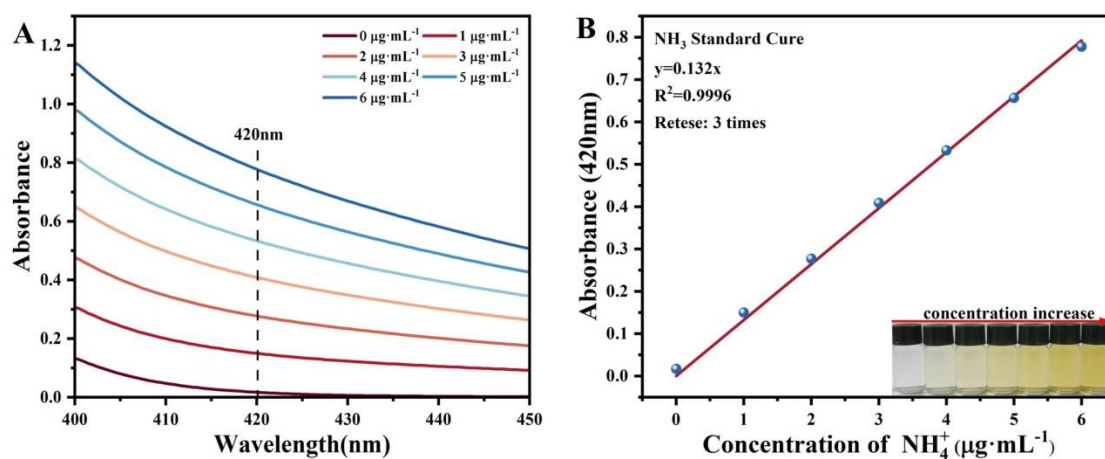 A
0 μg·mL⁻¹ 1 μg·mL⁻¹
2 μg·mL⁻¹ 3 μg·mL⁻¹
4 μg·mL⁻¹ 5 μg·mL⁻¹
6 μg·mL⁻¹
420nm
Absorbance
1.2
1.0
0.8
0.6
0.4
0.2
0.0
400 410 420 430 440 450
Wavelength(nm)
B
NH₃ Standard Cure
y=0.132x
R²=0.9996
Retese: 3 times
concentration increase
Absorbance (420nm)
0.8
0.7
0.6
0.5
0.4
0.3
0.2
0.1
0.0
0 1 2 3 4 5 6
Concentration of NH₄⁺(μg·mL⁻¹)